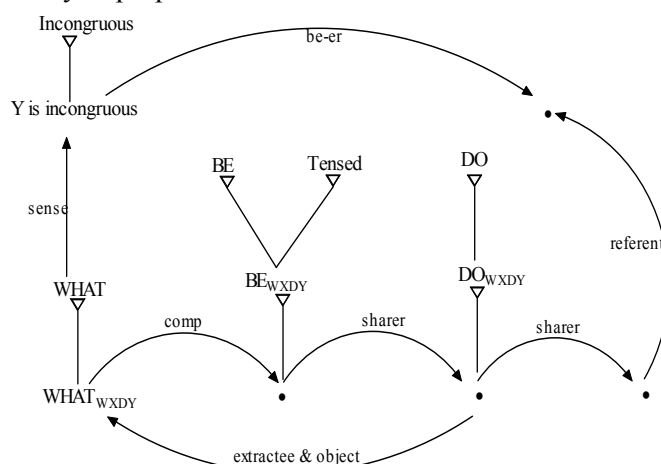 Incongruous
be-er
Y is incongruous
BE Tensed DO
sense
referent
WHAT BE_WXDY DO_WXDY
comp sharer sharer
WHAT_WXDY
extractee & object